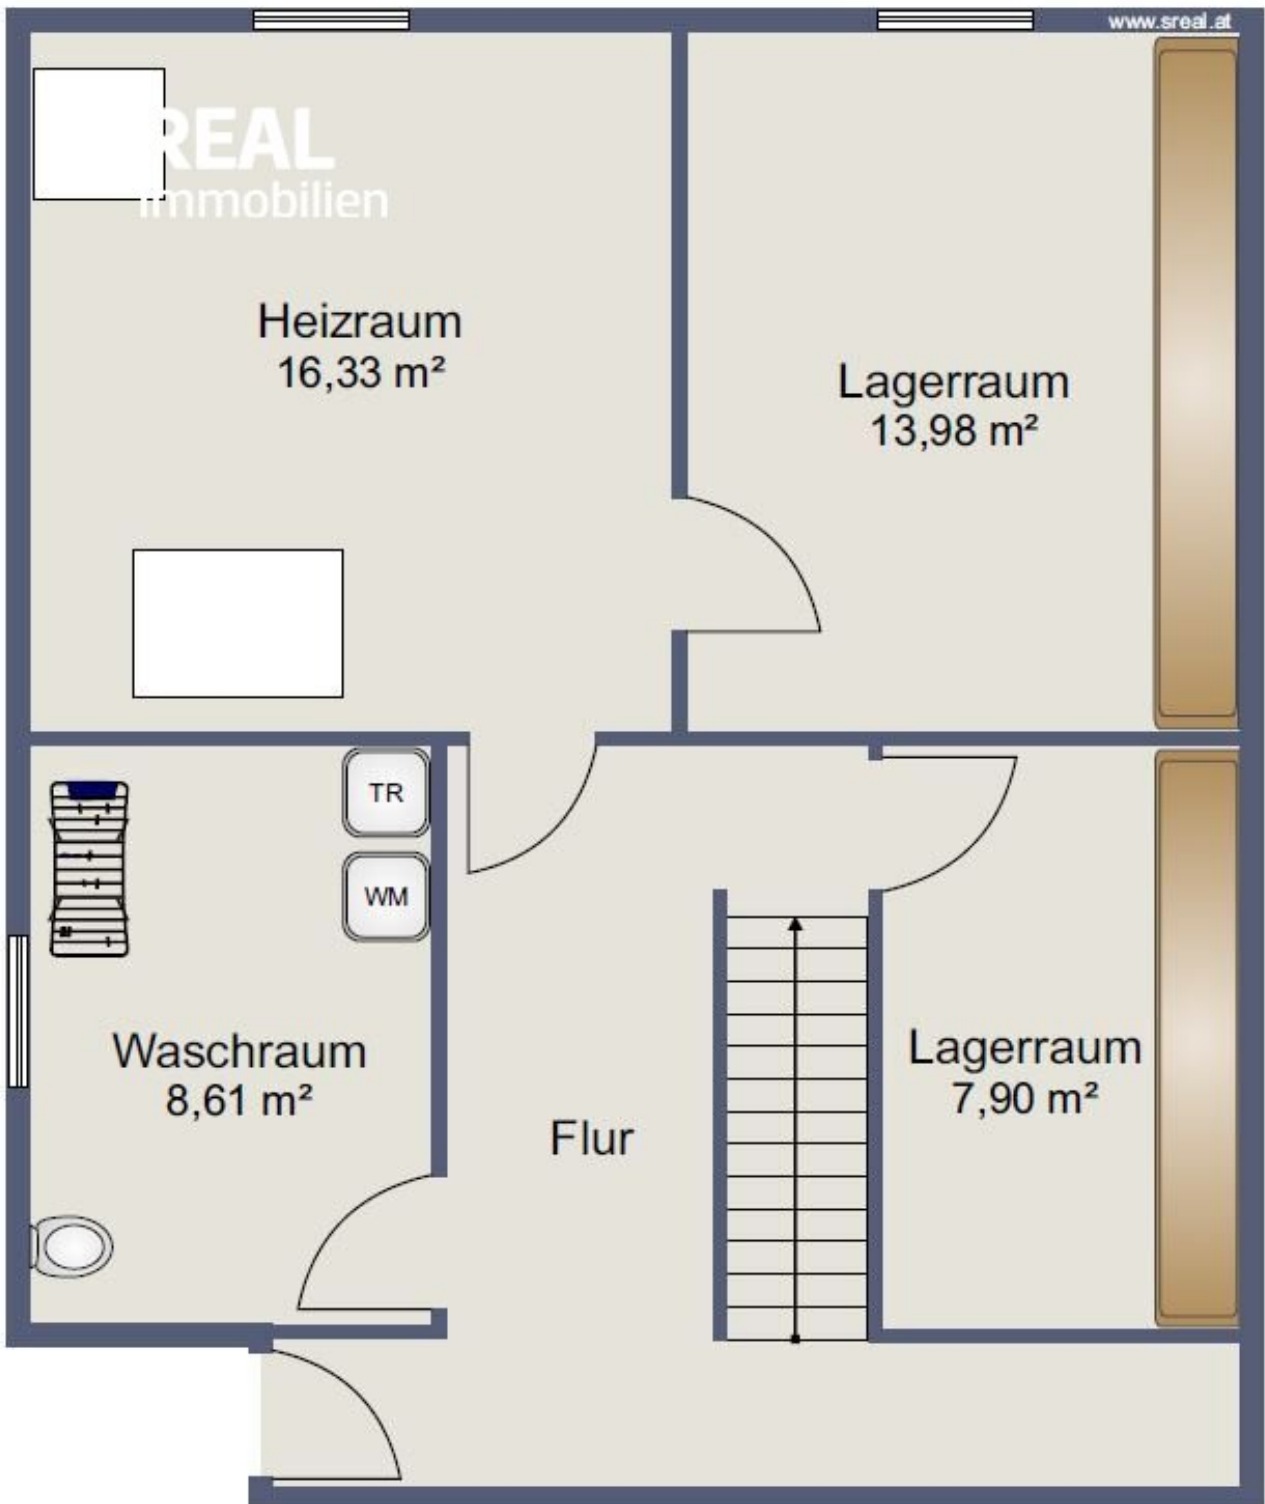 www.sreal.at
REAL
Immobilien
Heizraum
16,33 m²
Lagerraum
13,98 m²
TR
WM
Waschraum
8,61 m²
Lagerraum
7,90 m²
Flur